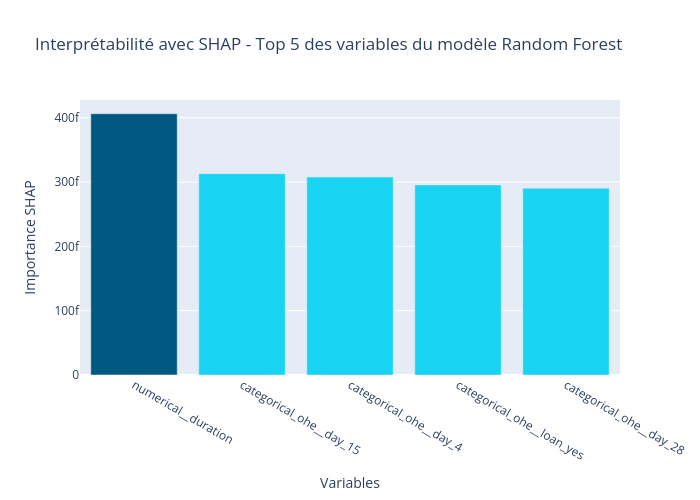 Interprétabilité avec SHAP - Top 5 des variables du modèle Random Forest
Importance SHAP
400f
300f
200f
100f
0
numerical__duration
categorical_ohe__day_15
categorical_ohe__day_4
categorical_ohe__loan_yes
categorical_ohe__day_28
Variables